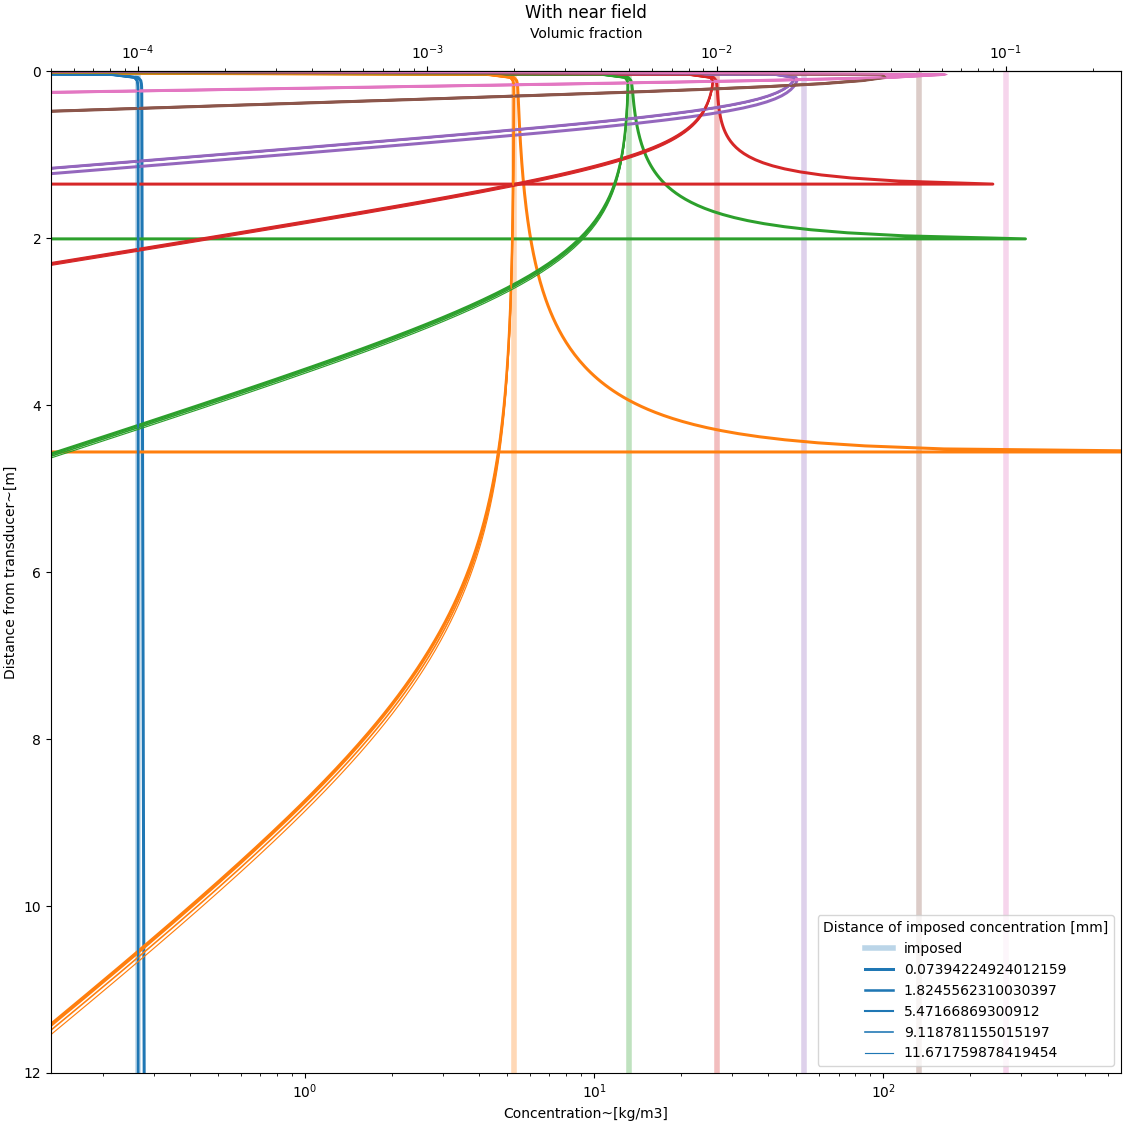 With near field
Volumic fraction
10⁻⁴ 10⁻³ 10⁻² 10⁻¹
0
2
4
6
8
10
12
Distance from transducer~[m]
Distance of imposed concentration [mm]
imposed
0.07394224924012159
1.8245562310030397
5.47166869300912
9.118781155015197
11.671759878419454
10⁰ 10¹ 10²
Concentration~[kg/m3]